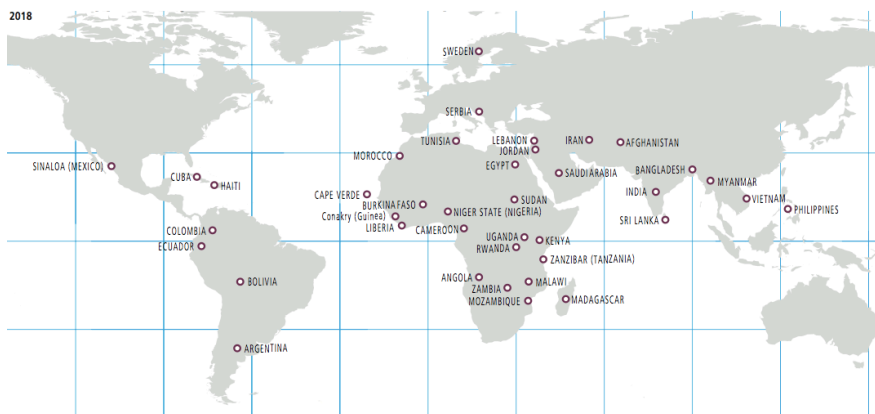 2018
SWEDEN
SERBIA
TUNISIA
LEBANON
IRAN
AFGHANISTAN
JORDAN
MOROCCO
EGYPT
SINALOA (MEXICO)
CUBA
HAITI
SAUDI ARABIA
BANGLADESH
MYANMAR
INDIA
CAPE VERDE
BURKINA FASO
SUDAN
VIETNAM
PHILIPPINES
Conakry (Guinea)
NIGER STATE (NIGERIA)
SRI LANKA
LIBERIA
CAMEROON
COLOMBIA
UGANDA
KENYA
ECUADOR
RWANDA
ZANZIBAR (TANZANIA)
BOLIVIA
ANGOLA
MALAWI
ZAMBIA
MOZAMBIQUE
MADAGASCAR
ARGENTINA